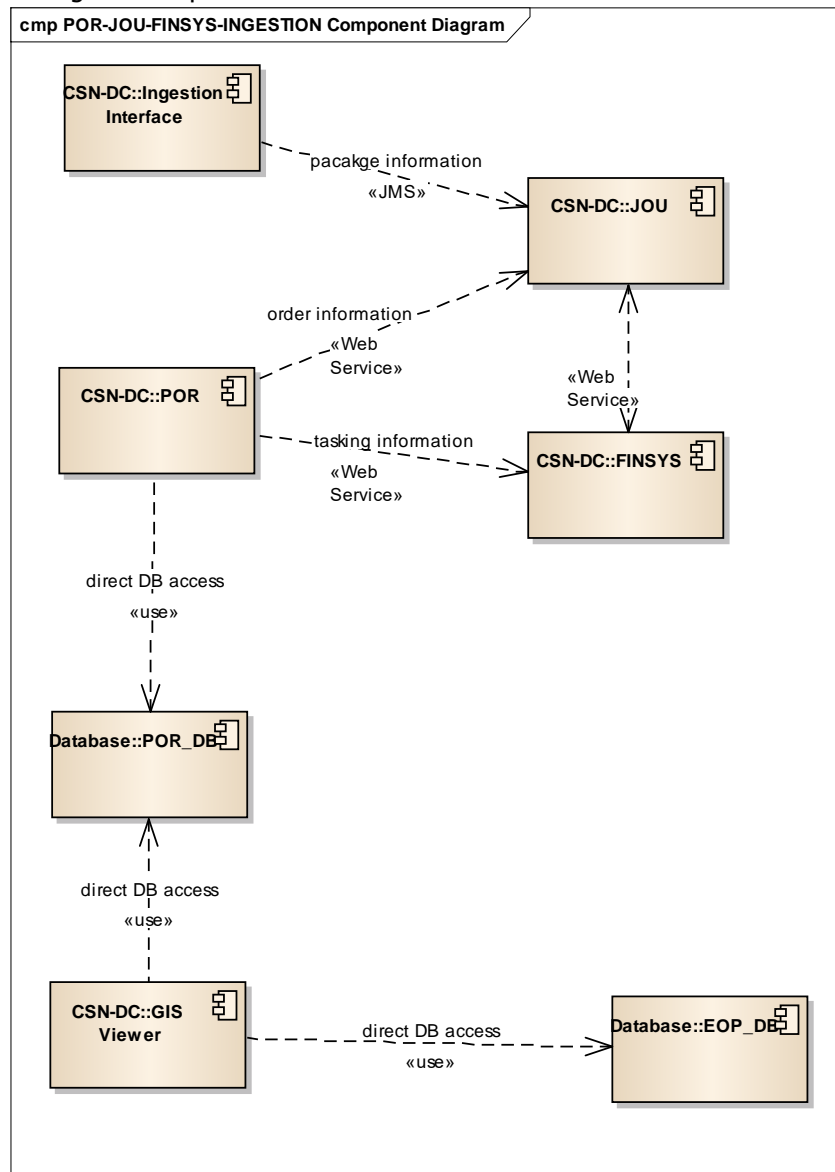 cmp POR-JOU-FINSYS-INGESTION Component Diagram
CSN-DC::Ingestion
Interface
pacakge information
«JMS»
CSN-DC::JOU
order information
«Web
Service»
CSN-DC::POR
«Web
Service»
tasking information
«Web
Service»
CSN-DC::FINSYS
direct DB access
«use»
Database::POR_DB
direct DB access
«use»
CSN-DC::GIS
Viewer
direct DB access
«use»
Database::EOP_DB